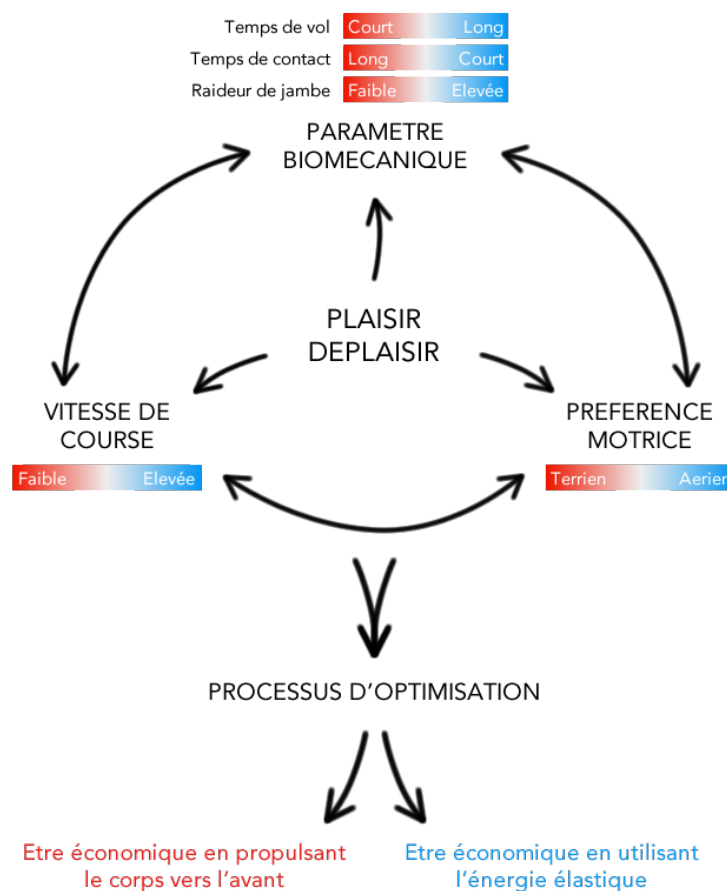 Temps de vol Court Long
Temps de contact Long Court
Raideur de jambe Faible Elevée
PARAMETRE
BIOMECANIQUE
PLAISIR
DEPLAISIR
VITESSE DE
COURSE
Faible Elevée
PREFERENCE
MOTRICE
Terrien Aerien
PROCESSUS D'OPTIMISATION
Etre économique en propulsant
le corps vers l'avant
Etre économique en utilisant
l'énergie élastique